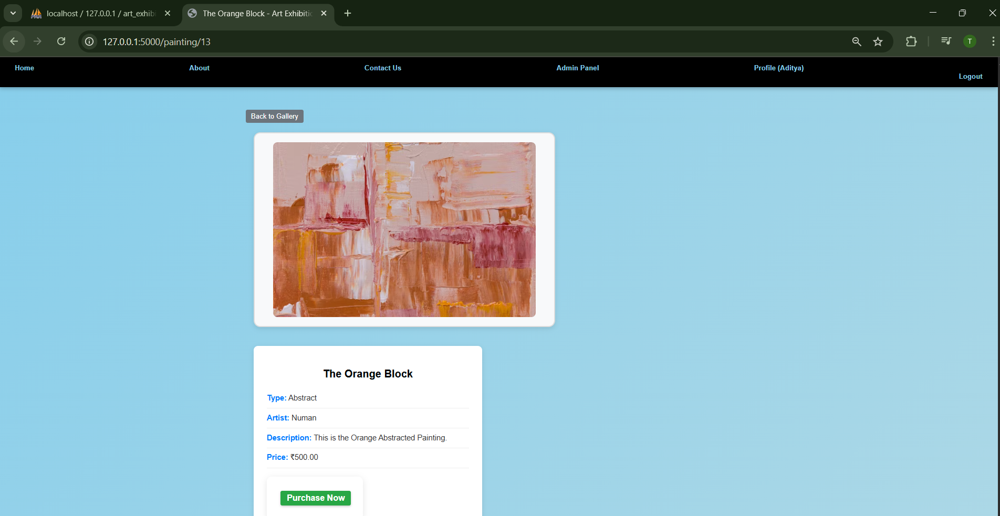 localhost / 127.0.0.1 / art_exhibi
The Orange Block - Art Exhibitio
127.0.0.1:5000/painting/13
T
Home
About
Contact Us
Admin Panel
Profile (Aditya)
Logout
Back to Gallery
The Orange Block
Type: Abstract
Artist: Numan
Description: This is the Orange Abstracted Painting.
Price: ₹500.00
Purchase Now